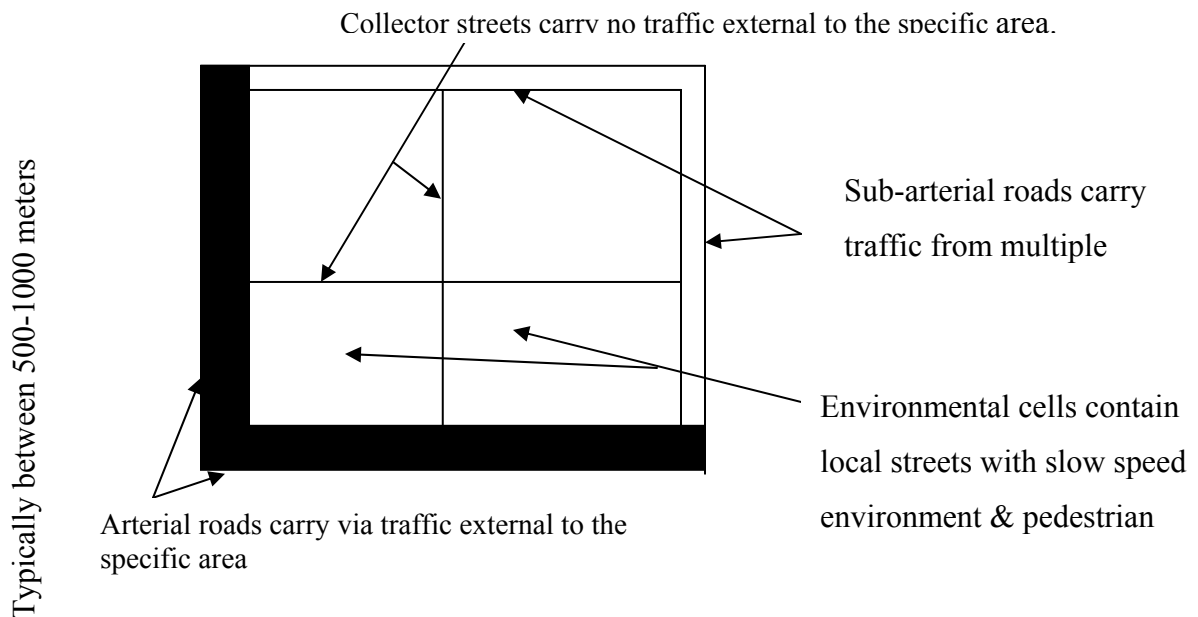 Collector streets carry no traffic external to the specific area.
Sub-arterial roads carry
traffic from multiple
Typically between 500-1000 meters
Environmental cells contain
local streets with slow speed
environment & pedestrian
Arterial roads carry via traffic external to the
specific area